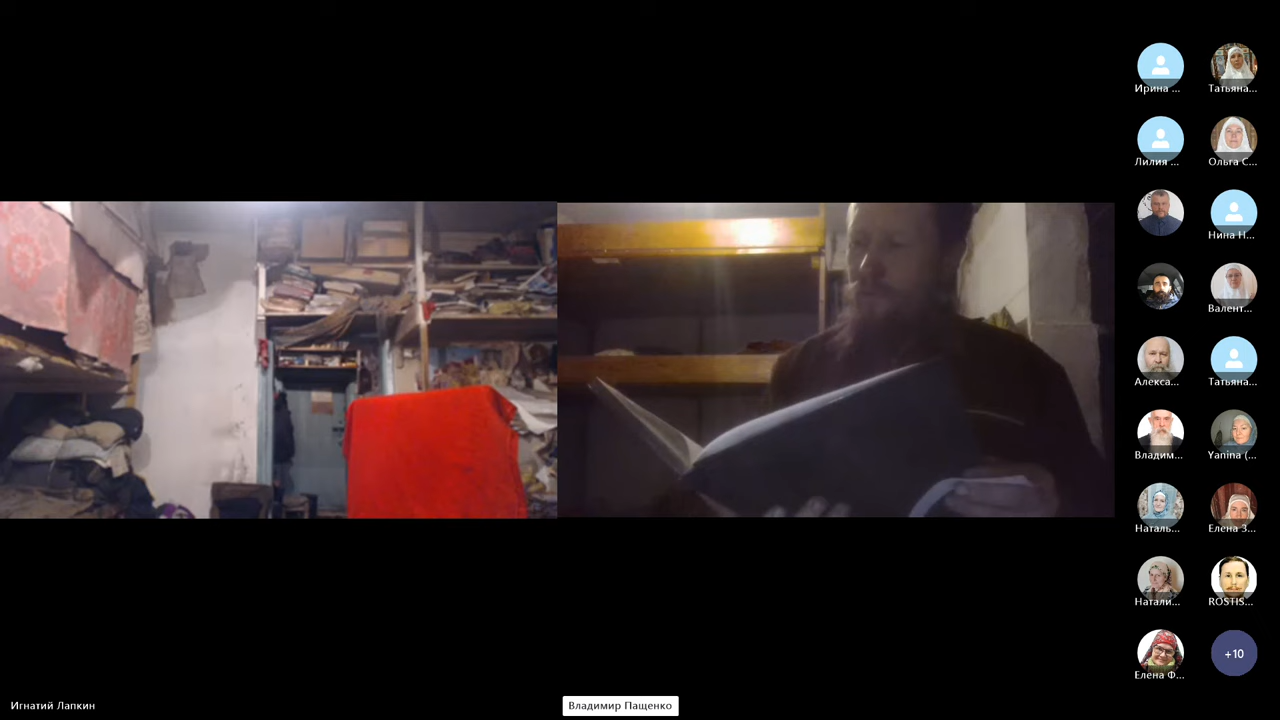 Ирина ...
Татьяна...
Лилия ...
Ольга С...
Нина Н...
Валент...
Алекса...
Татьяна...
Владим...
Yanina (...
Наталь...
Елена З...
Натали...
ROSTIS...
Елена Ф...
+10
Игнатий Лапкин
Владимир Пащенко